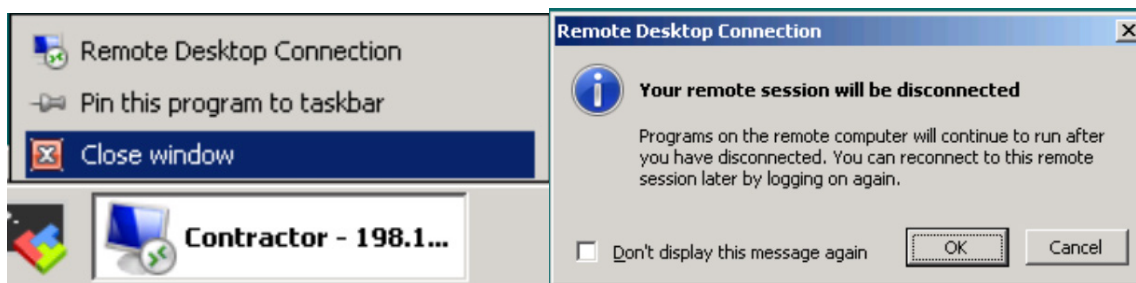 Remote Desktop Connection
Pin this program to taskbar
Close window
Contractor - 198.1...
Remote Desktop Connection
Your remote session will be disconnected
Programs on the remote computer will continue to run after
you have disconnected. You can reconnect to this remote
session later by logging on again.
Don't display this message again
OK
Cancel